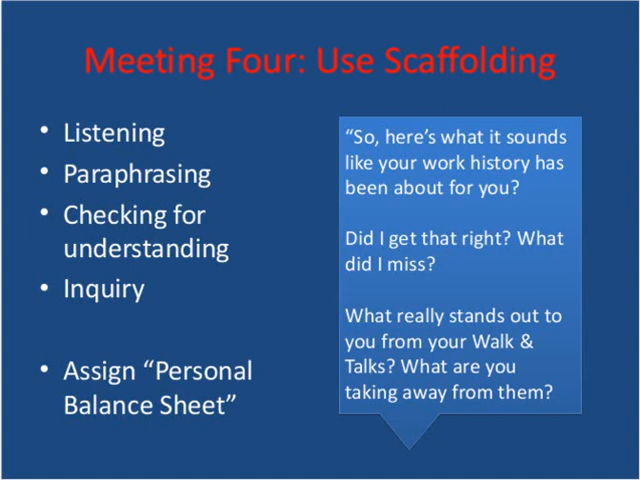 Meeting Four: Use Scaffolding
• Listening
• Paraphrasing
• Checking for
understanding
• Inquiry
• Assign “Personal
Balance Sheet”
“So, here’s what it sounds
like your work history has
been about for you?
Did I get that right? What
did I miss?
What really stands out to
you from your Walk &
Talks? What are you
taking away from them?